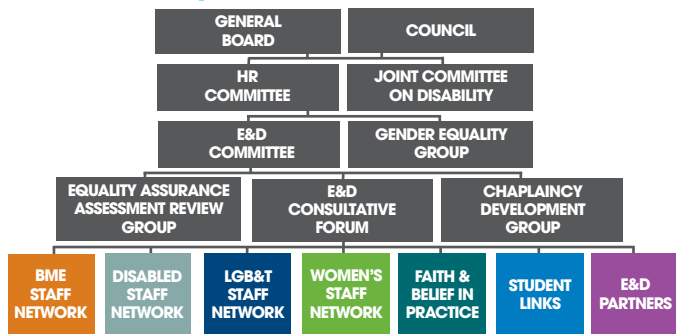 GENERAL
BOARD
COUNCIL
HR
COMMITTEE
JOINT COMMITTEE
ON DISABILITY
E&D
COMMITTEE
GENDER EQUALITY
GROUP
EQUALITY ASSURANCE
ASSESSMENT REVIEW
GROUP
E&D
CONSULTATIVE
FORUM
CHAPLAINCY
DEVELOPMENT
GROUP
BME
STAFF
NETWORK
DISABLED
STAFF
NETWORK
LGB&T
STAFF
NETWORK
WOMEN'S
STAFF
NETWORK
FAITH &
BELIEF IN
PRACTICE
STUDENT
LINKS
E&D
PARTNERS